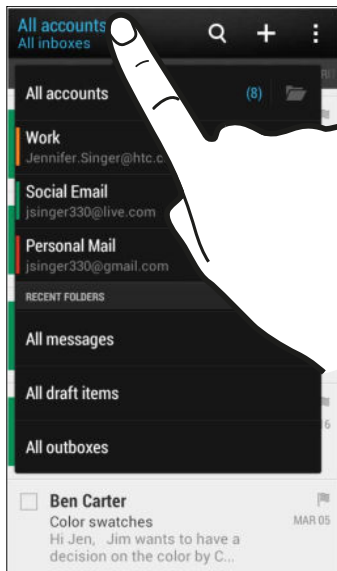 All accounts
All inboxes
All accounts (8)
Work
Jennifer.Singer@htc.c
Social Email
jsinger330@live.com
Personal Mail
jsinger330@gmail.com
RECENT FOLDERS
All messages
All draft items
All outboxes
Ben Carter
Color swatches MAR 05
Hi Jen, Jim wants to have a
decision on the color by C...